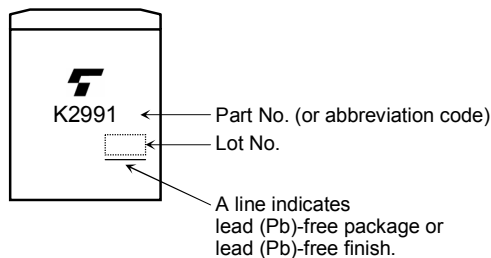 K2991
Part No. (or abbreviation code)
Lot No.
A line indicates
lead (Pb)-free package or
lead (Pb)-free finish.